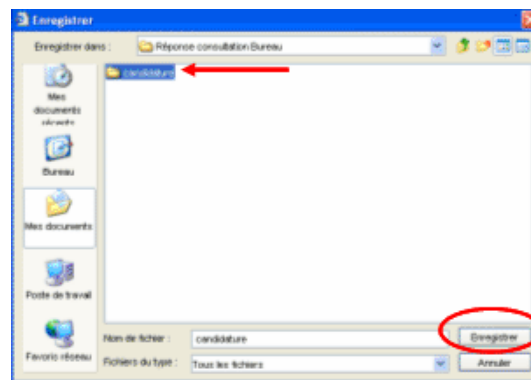 Enregistrer
Enregistrer dans : Réponse consultation Bureau
candidature
Mes
documents
récents
Bureau
Mes documents
Poste de travail
Favoris réseau
Nom de fichier : candidature Enregistrer
Fichiers du type : Tous les fichiers Annuler